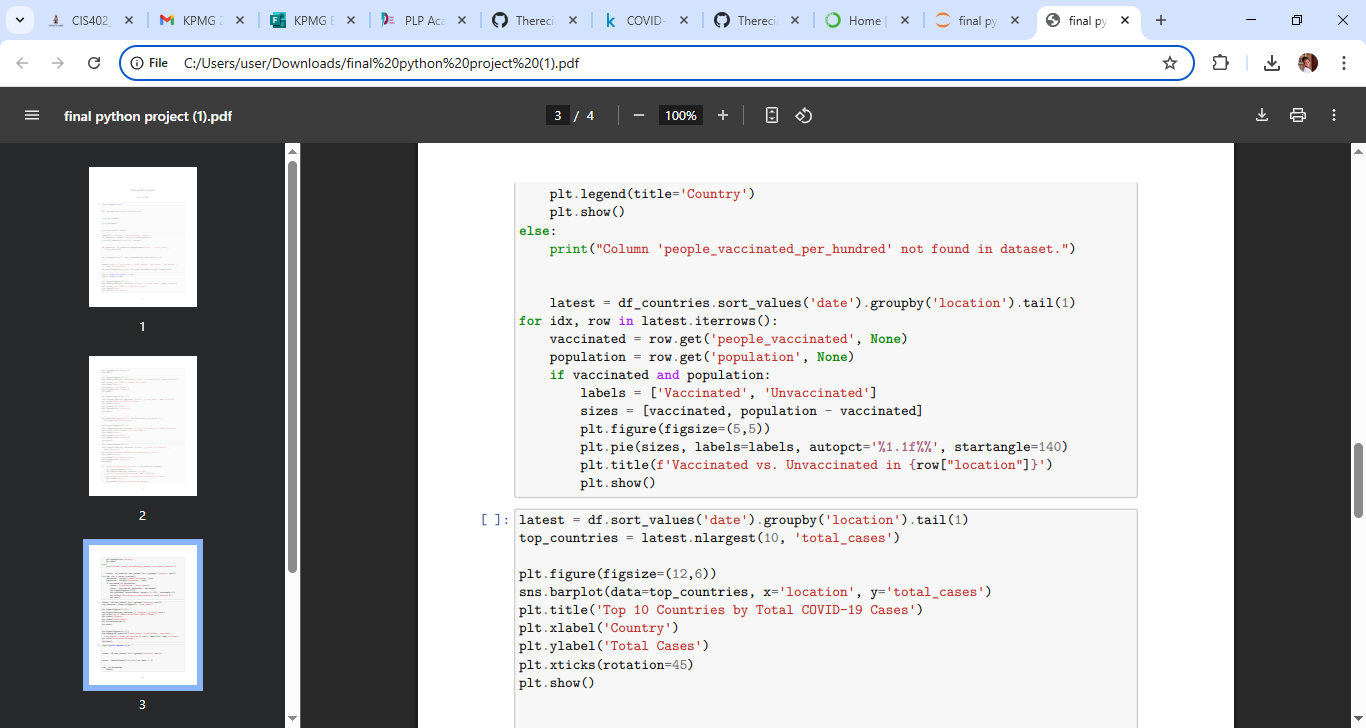 CIS402_
KPMG
KPMG
PLP Aca
Thereci
COVID-
Thereci
Home
final py
final py
File C:/Users/user/Downloads/final%20python%20project%20(1).pdf
final python project (1).pdf
3 / 4
100%
1
2
3
    plt.legend(title='Country')
    plt.show()
else:
    print("Column 'people_vaccinated_per_hundred' not found in dataset.")
    latest = df_countries.sort_values('date').groupby('location').tail(1)
for idx, row in latest.iterrows():
    vaccinated = row.get('people_vaccinated', None)
    population = row.get('population', None)
    if vaccinated and population:
        labels = ['Vaccinated', 'Unvaccinated']
        sizes = [vaccinated, population - vaccinated]
        plt.figure(figsize=(5,5))
        plt.pie(sizes, labels=labels, autopct='%1.1f%%', startangle=140)
        plt.title(f'Vaccinated vs. Unvaccinated in {row["location"]}')
        plt.show()
[ ]: latest = df.sort_values('date').groupby('location').tail(1)
top_countries = latest.nlargest(10, 'total_cases')
plt.figure(figsize=(12,6))
sns.barplot(data=top_countries, x='location', y='total_cases')
plt.title('Top 10 Countries by Total COVID-19 Cases')
plt.xlabel('Country')
plt.ylabel('Total Cases')
plt.xticks(rotation=45)
plt.show()